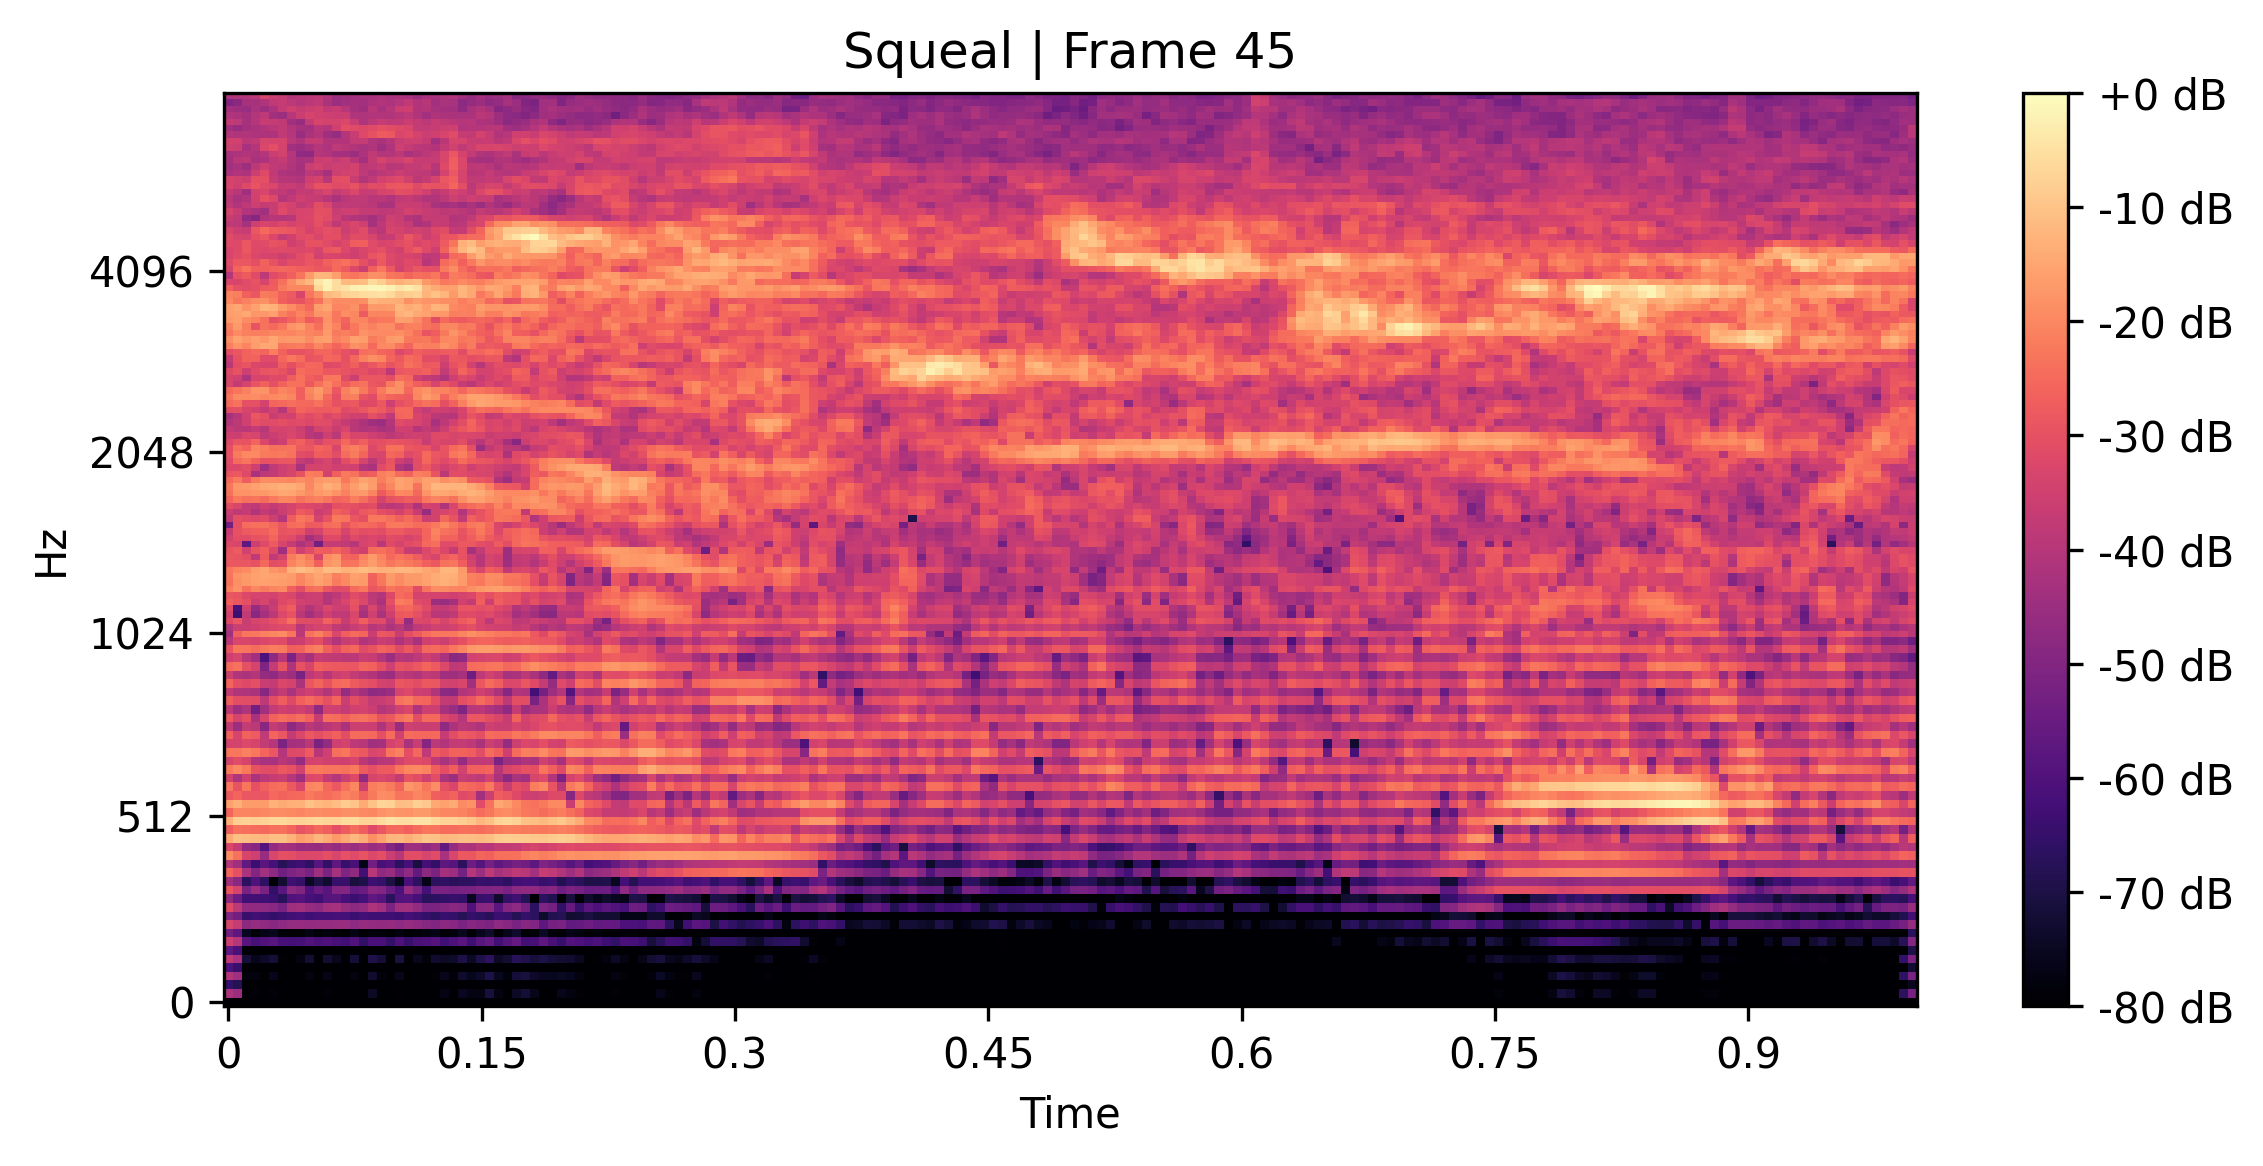 Squeal | Frame 45
Hz
4096
2048
1024
512
0
0 0.15 0.3 0.45 0.6 0.75 0.9
Time
+0 dB
-10 dB
-20 dB
-30 dB
-40 dB
-50 dB
-60 dB
-70 dB
-80 dB